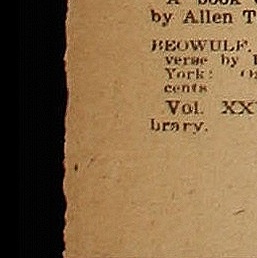 A book
by Allen T
BEOWULF.
verse by
York:
cents
Vol. XX
brary.